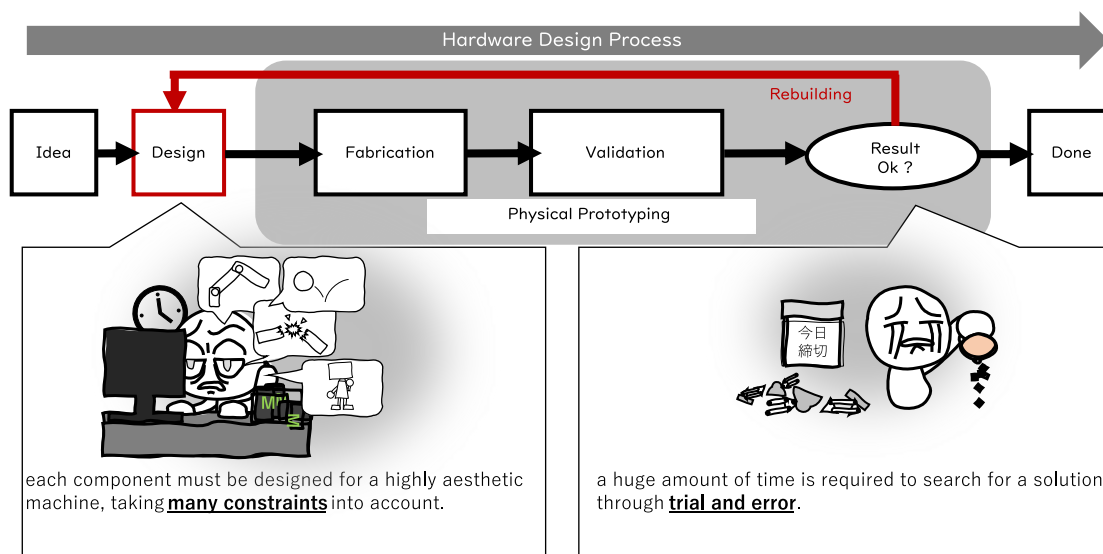 Hardware Design Process
Rebuilding
Idea
Design
Fabrication
Validation
Result
Ok ?
Done
Physical Prototyping
今日
締切
M
each component must be designed for a highly aesthetic
machine, taking many constraints into account.
a huge amount of time is required to search for a solution
through trial and error.